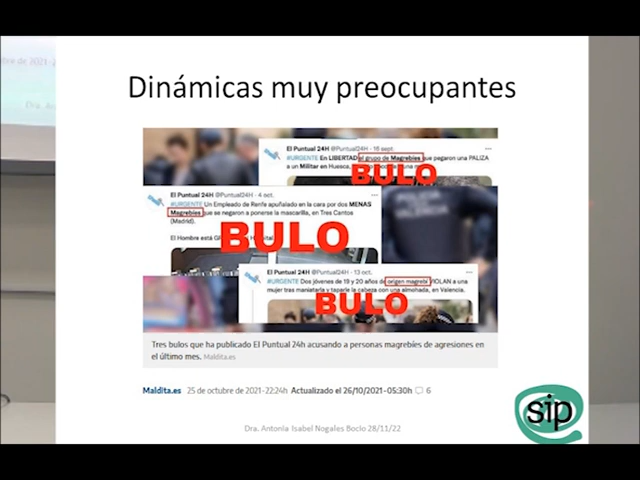 Dinámicas muy preocupantes
El Puntual 24H @Puntual24H · 16 sept.
#URGENTE En LIBERTAD el grupo de Magrebíes que pegaron una PALIZA
a un Militar en Huesca,
BULO
El Puntual 24H @Puntual24H · 4 oct.
#URGENTE Un Empleado de Renfe apuñalado en la cara por dos MENAS
Magrebíes que se negaron a ponerse la mascarilla, en Tres Cantos
(Madrid).
El Hombre está
BULO
El Puntual 24H @Puntual24H · 13 oct.
#URGENTE Dos jóvenes de 19 y 20 años de origen magrebí VIOLAN a una
mujer tras maniatarla y taparle la cabeza con una almohada, en Valencia.
BULO
Tres bulos que ha publicado El Puntual 24h acusando a personas magrebíes de agresiones en
el último mes. Maldita.es
Maldita.es 25 de octubre de 2021-22:24h Actualizado el 26/10/2021-05:30h 6
Dra. Antonia Isabel Nogales Bocio 28/11/22
sip